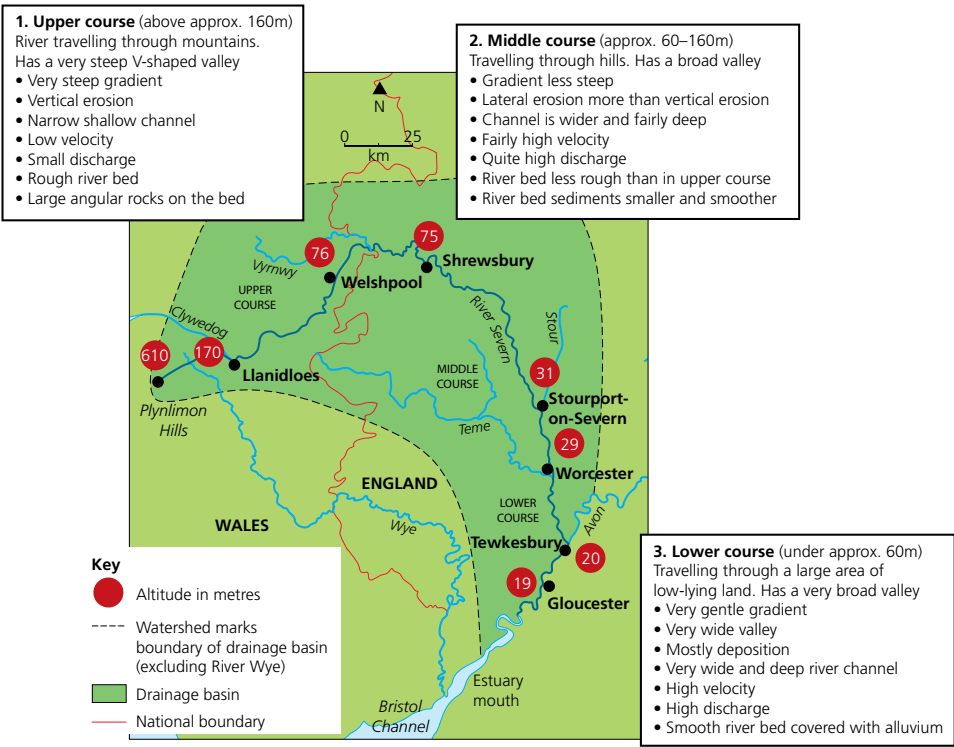 1. Upper course (above approx. 160m)
River travelling through mountains.
Has a very steep V-shaped valley
• Very steep gradient
• Vertical erosion
• Narrow shallow channel
• Low velocity
• Small discharge
• Rough river bed
• Large angular rocks on the bed
2. Middle course (approx. 60–160m)
Travelling through hills. Has a broad valley
• Gradient less steep
• Lateral erosion more than vertical erosion
• Channel is wider and fairly deep
• Fairly high velocity
• Quite high discharge
• River bed less rough than in upper course
• River bed sediments smaller and smoother
N
0 25
km
76
75
Vyrnwy
Shrewsbury
Welshpool
UPPER
COURSE
River Severn
Stour
Clywedog
610
170
Llanidloes
MIDDLE
COURSE
31
Plynlimon
Hills
Stourport-
on-Severn
Teme
29
Worcester
ENGLAND
WALES
LOWER
COURSE
Wye
Avon
Tewkesbury
20
19
Gloucester
Estuary
mouth
Bristol
Channel
Key
Altitude in metres
Watershed marks
boundary of drainage basin
(excluding River Wye)
Drainage basin
National boundary
3. Lower course (under approx. 60m)
Travelling through a large area of
low-lying land. Has a very broad valley
• Very gentle gradient
• Very wide valley
• Mostly deposition
• Very wide and deep river channel
• High velocity
• High discharge
• Smooth river bed covered with alluvium